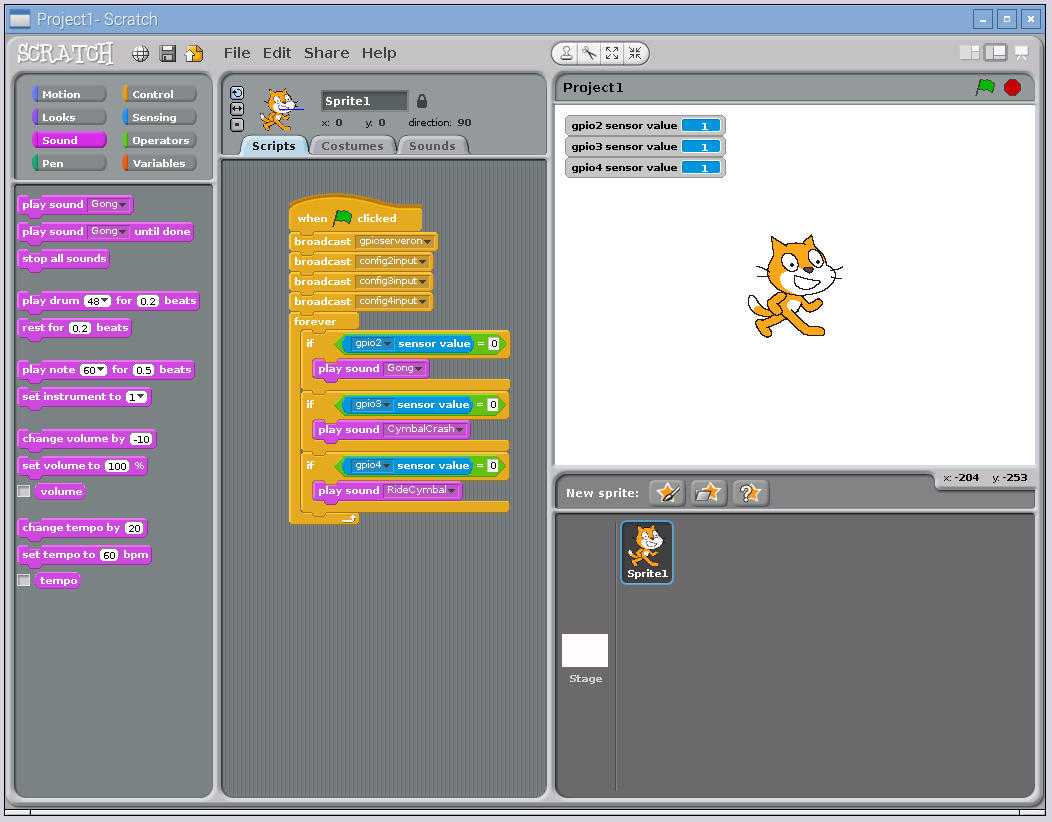 Project1- Scratch
SCRATCH File Edit Share Help
Motion Control
Looks Sensing
Sound Operators
Pen Variables
play sound Gong
play sound Gong until done
stop all sounds
play drum 48 for 0.2 beats
rest for 0.2 beats
play note 60 for 0.5 beats
set instrument to 1
change volume by -10
set volume to 100 %
volume
change tempo by 20
set tempo to 60 bpm
tempo
Sprite1
x: 0 y: 0 direction: 90
Scripts Costumes Sounds
when clicked
broadcast gpioserveron
broadcast config2input
broadcast config3input
broadcast config4input
forever
if gpio2 sensor value = 0
play sound Gong
if gpio3 sensor value = 0
play sound CymbalCrash
if gpio4 sensor value = 0
play sound RideCymbal
Project1
gpio2 sensor value 1
gpio3 sensor value 1
gpio4 sensor value 1
x: -204 y: -253
New sprite:
Sprite1
Stage